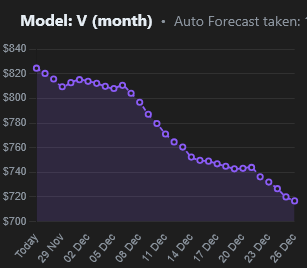 Model: V (month) • Auto Forecast taken:
$840
$820
$800
$780
$760
$740
$720
$700
Today
29 Nov
02 Dec
05 Dec
08 Dec
11 Dec
14 Dec
17 Dec
20 Dec
23 Dec
26 Dec